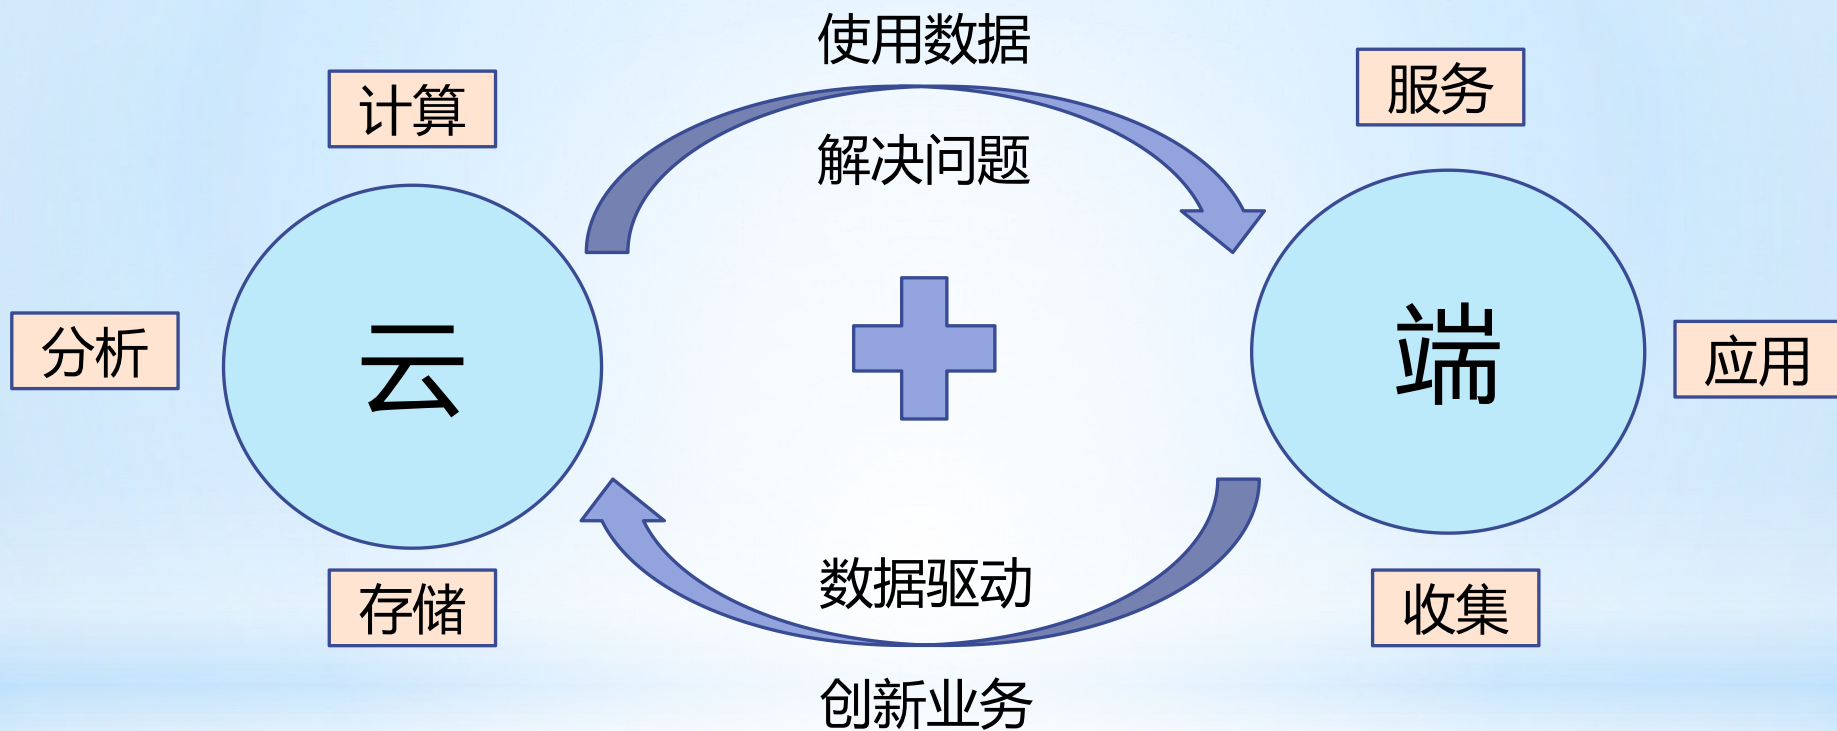 使用数据
服务
计算
解决问题
云
端
分析
应用
数据驱动
存储
收集
创新业务